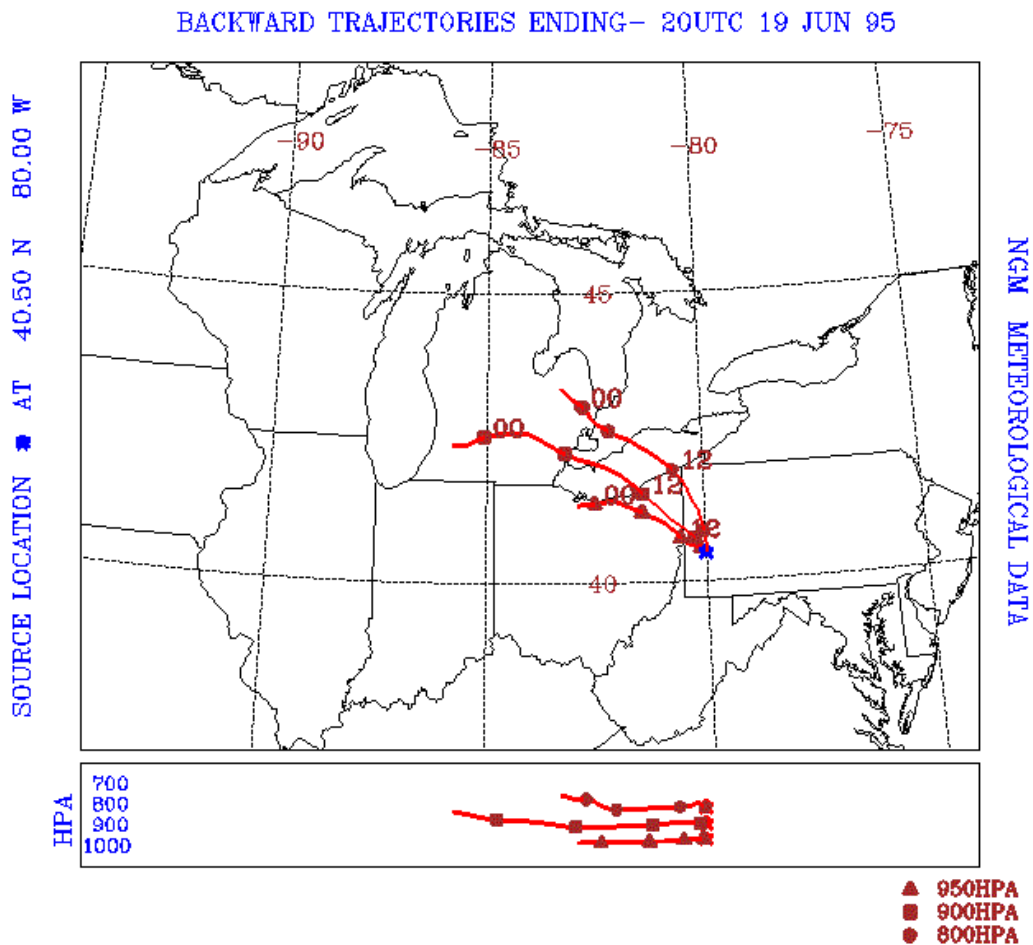 BACKWARD TRAJECTORIES ENDING- 20UTC 19 JUN 95
SOURCE LOCATION ✱ AT 40.50 N 80.00 W
NGM METEOROLOGICAL DATA
-90
-85
-80
-75
45
00
00
12
12
00
12
40
HPA
700
800
900
1000
950HPA
900HPA
800HPA